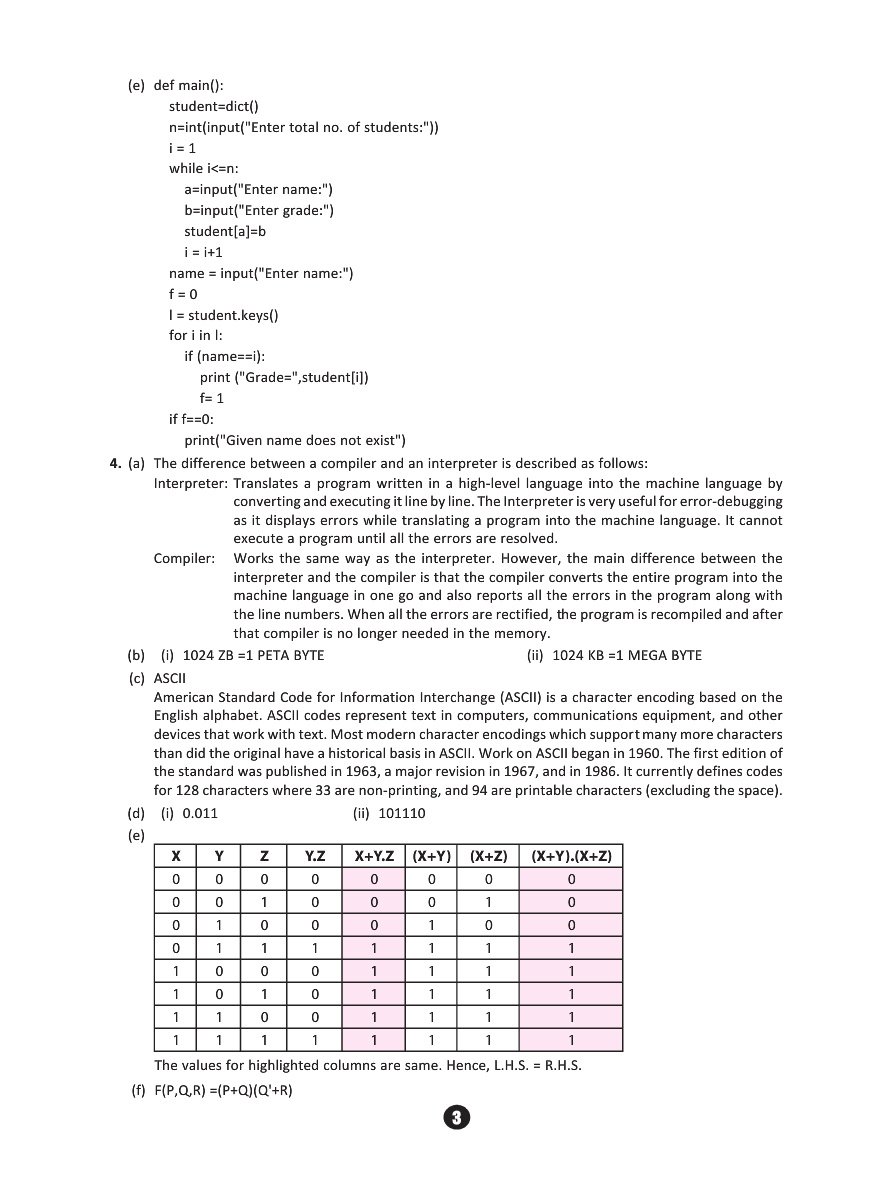 (e) def main():
student=dict()
n=int(input("Enter total no. of students:"))
i = 1
while i<=n:
a=input("Enter name:")
b=input("Enter grade:")
student[a]=b
i = i+1
name = input("Enter name:")
f = 0
l = student.keys()
for i in l:
if (name==i):
print ("Grade=",student[i])
f= 1
if f==0:
print("Given name does not exist")
4. (a) The difference between a compiler and an interpreter is described as follows:
Interpreter: Translates a program written in a high-level language into the machine language by
converting and executing it line by line. The Interpreter is very useful for error-debugging
as it displays errors while translating a program into the machine language. It cannot
execute a program until all the errors are resolved.
Compiler: Works the same way as the interpreter. However, the main difference between the
interpreter and the compiler is that the compiler converts the entire program into the
machine language in one go and also reports all the errors in the program along with
the line numbers. When all the errors are rectified, the program is recompiled and after
that compiler is no longer needed in the memory.
(b) (i) 1024 ZB =1 PETA BYTE (ii) 1024 KB =1 MEGA BYTE
(c) ASCII
American Standard Code for Information Interchange (ASCII) is a character encoding based on the
English alphabet. ASCII codes represent text in computers, communications equipment, and other
devices that work with text. Most modern character encodings which support many more characters
than did the original have a historical basis in ASCII. Work on ASCII began in 1960. The first edition of
the standard was published in 1963, a major revision in 1967, and in 1986. It currently defines codes
for 128 characters where 33 are non-printing, and 94 are printable characters (excluding the space).
(d) (i) 0.011 (ii) 101110
(e)
X Y Z Y.Z X+Y.Z (X+Y) (X+Z) (X+Y).(X+Z)
0 0 0 0 0 0 0 0
0 0 1 0 0 0 1 0
0 1 0 0 0 1 0 0
0 1 1 1 1 1 1 1
1 0 0 0 1 1 1 1
1 0 1 0 1 1 1 1
1 1 0 0 1 1 1 1
1 1 1 1 1 1 1 1
The values for highlighted columns are same. Hence, L.H.S. = R.H.S.
(f) F(P,Q,R) =(P+Q)(Q'+R)
3